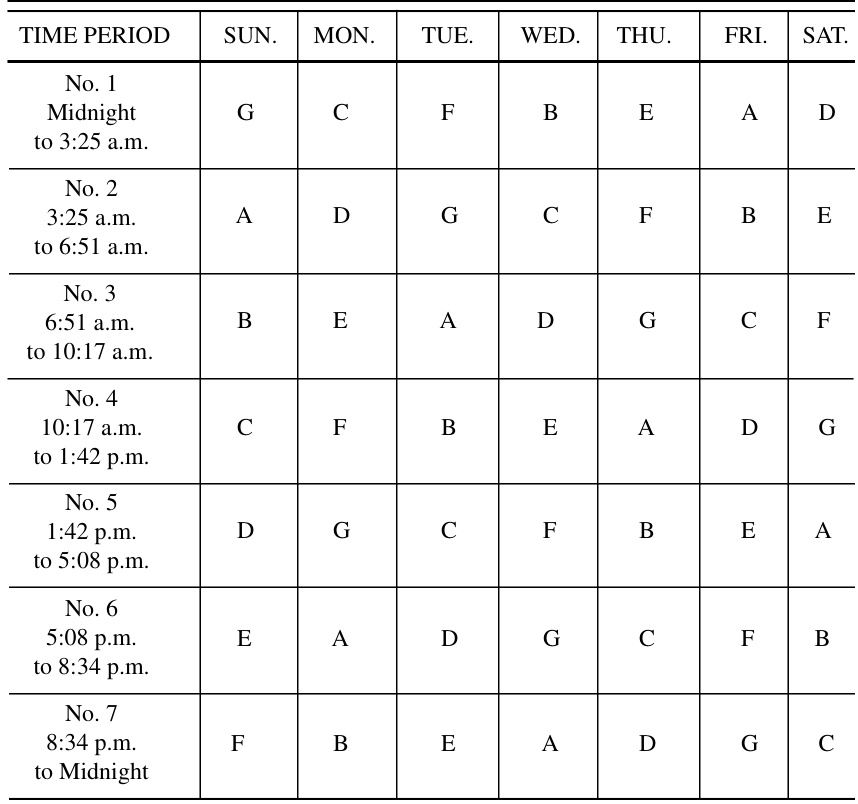 TIME PERIOD SUN. MON. TUE. WED. THU. FRI. SAT.
No. 1
Midnight G C F B E A D
to 3:25 a.m.
No. 2
3:25 a.m. A D G C F B E
to 6:51 a.m.
No. 3
6:51 a.m. B E A D G C F
to 10:17 a.m.
No. 4
10:17 a.m. C F B E A D G
to 1:42 p.m.
No. 5
1:42 p.m. D G C F B E A
to 5:08 p.m.
No. 6
5:08 p.m. E A D G C F B
to 8:34 p.m.
No. 7
8:34 p.m. F B E A D G C
to Midnight